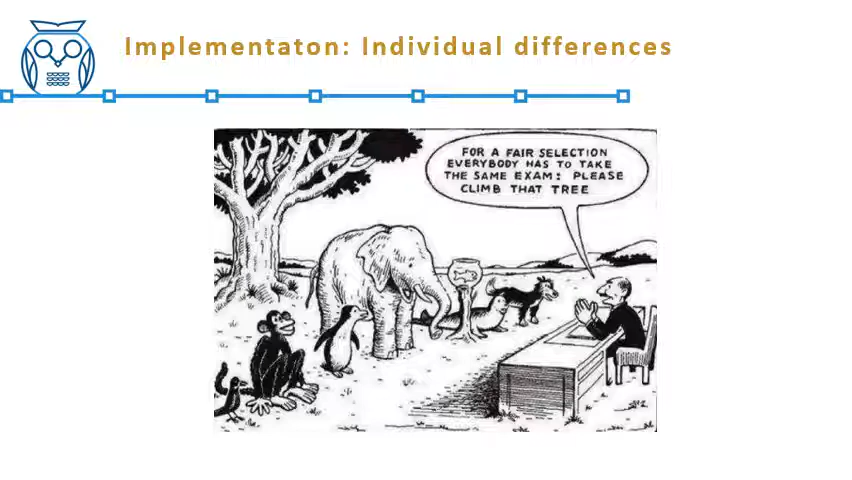 Implementaton: Individual differences
FOR A FAIR SELECTION
EVERYBODY HAS TO TAKE
THE SAME EXAM: PLEASE
CLIMB THAT TREE